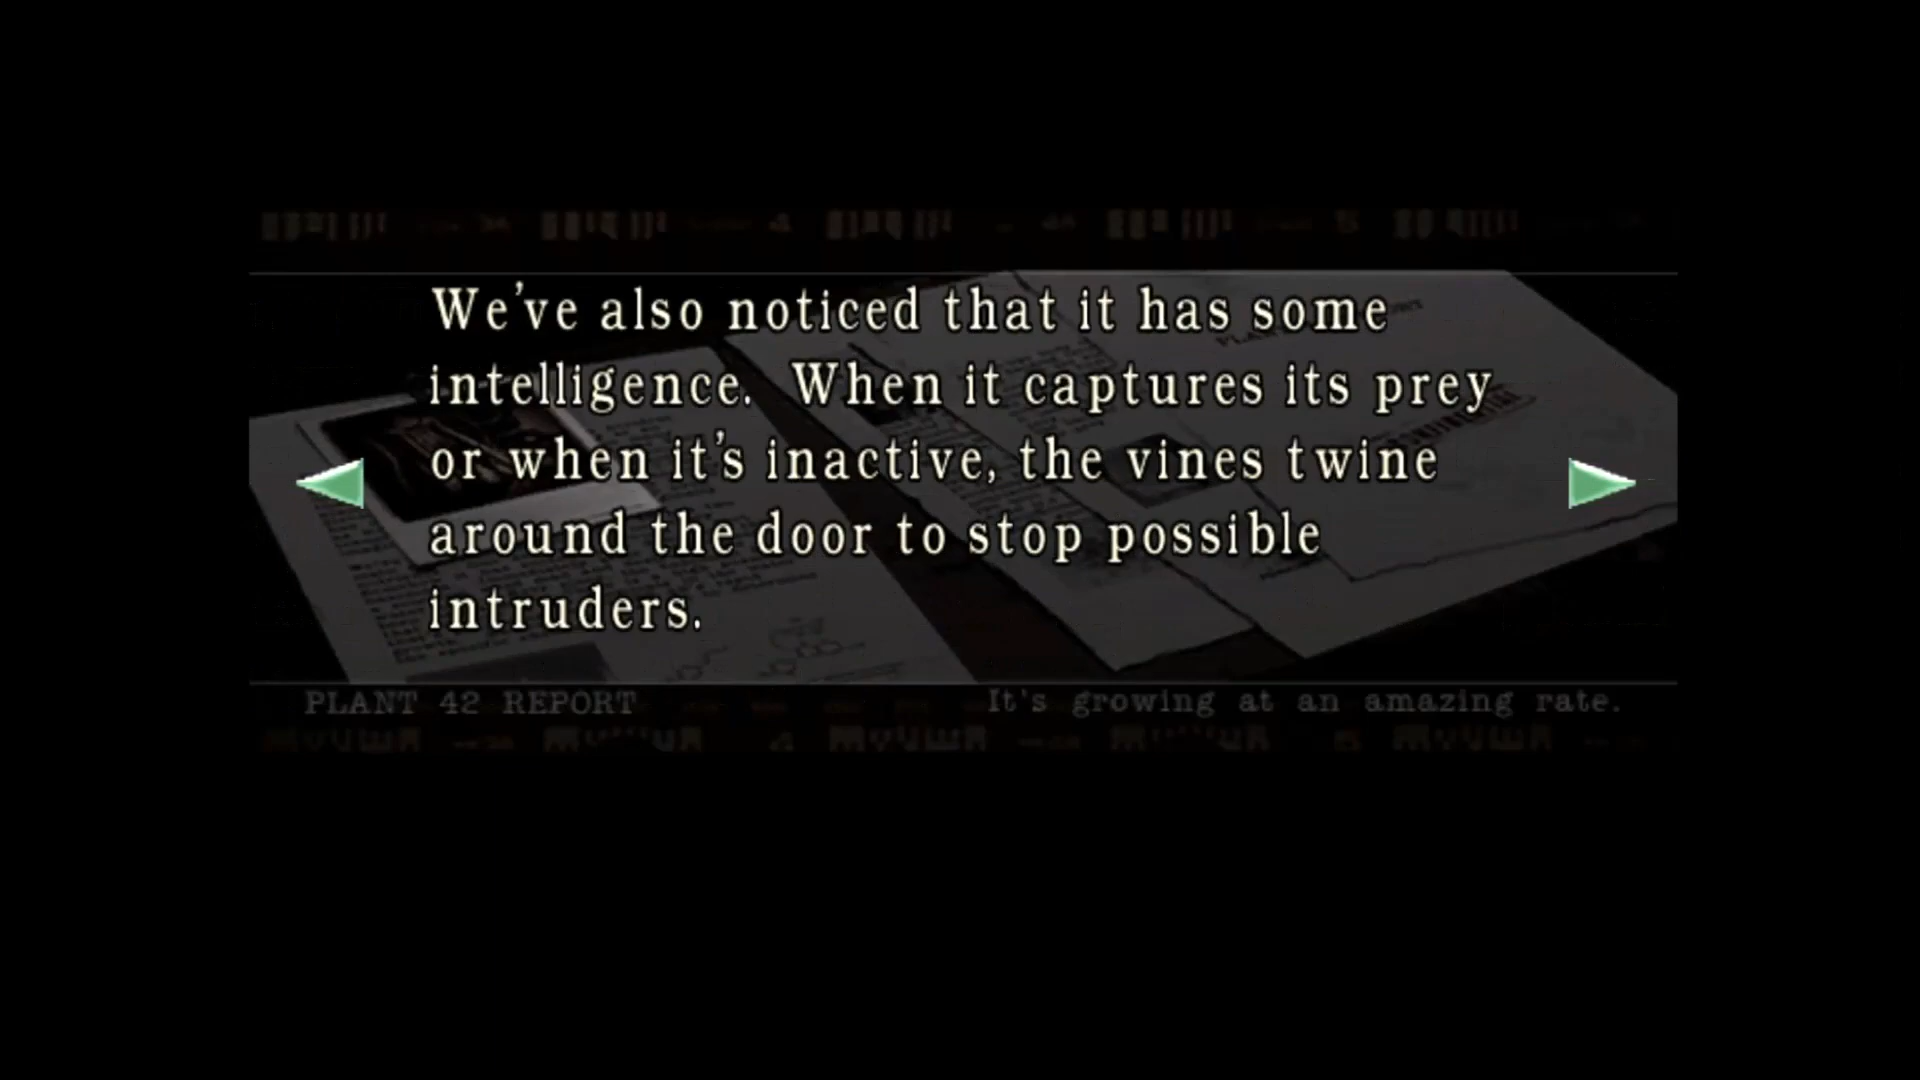 We've also noticed that it has some
intelligence.  When it captures its prey
or when it's inactive, the vines twine
around the door to stop possible
intruders.
PLANT 42 REPORT
It's growing at an amazing rate.